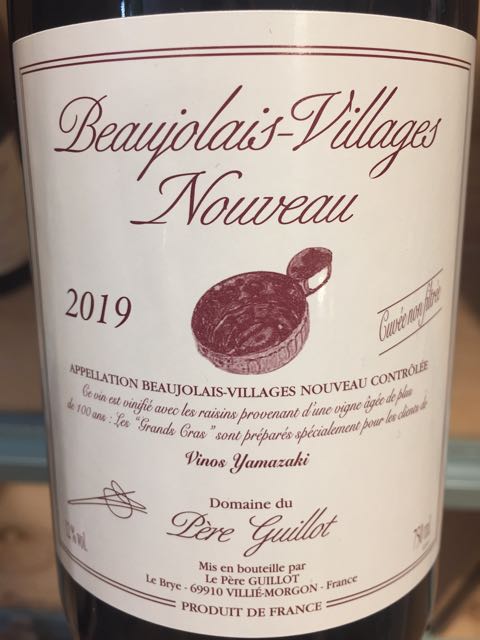 Beaujolais-Villages
Nouveau
2019
Cuvée non filtrée
APPELLATION BEAUJOLAIS-VILLAGES NOUVEAU CONTRÔLÉE
Ce vin est vinifié avec les raisins provenant d'une vigne âgée de plus
de 100 ans : Les "Grands Cras" sont préparés spécialement pour les clients de
Vinos Yamazaki
Domaine du
Père Guillot
% vol.
750 ml
Mis en bouteille par
Le Père GUILLOT
Le Brye - 69910 VILLIÉ-MORGON - France
PRODUIT DE FRANCE